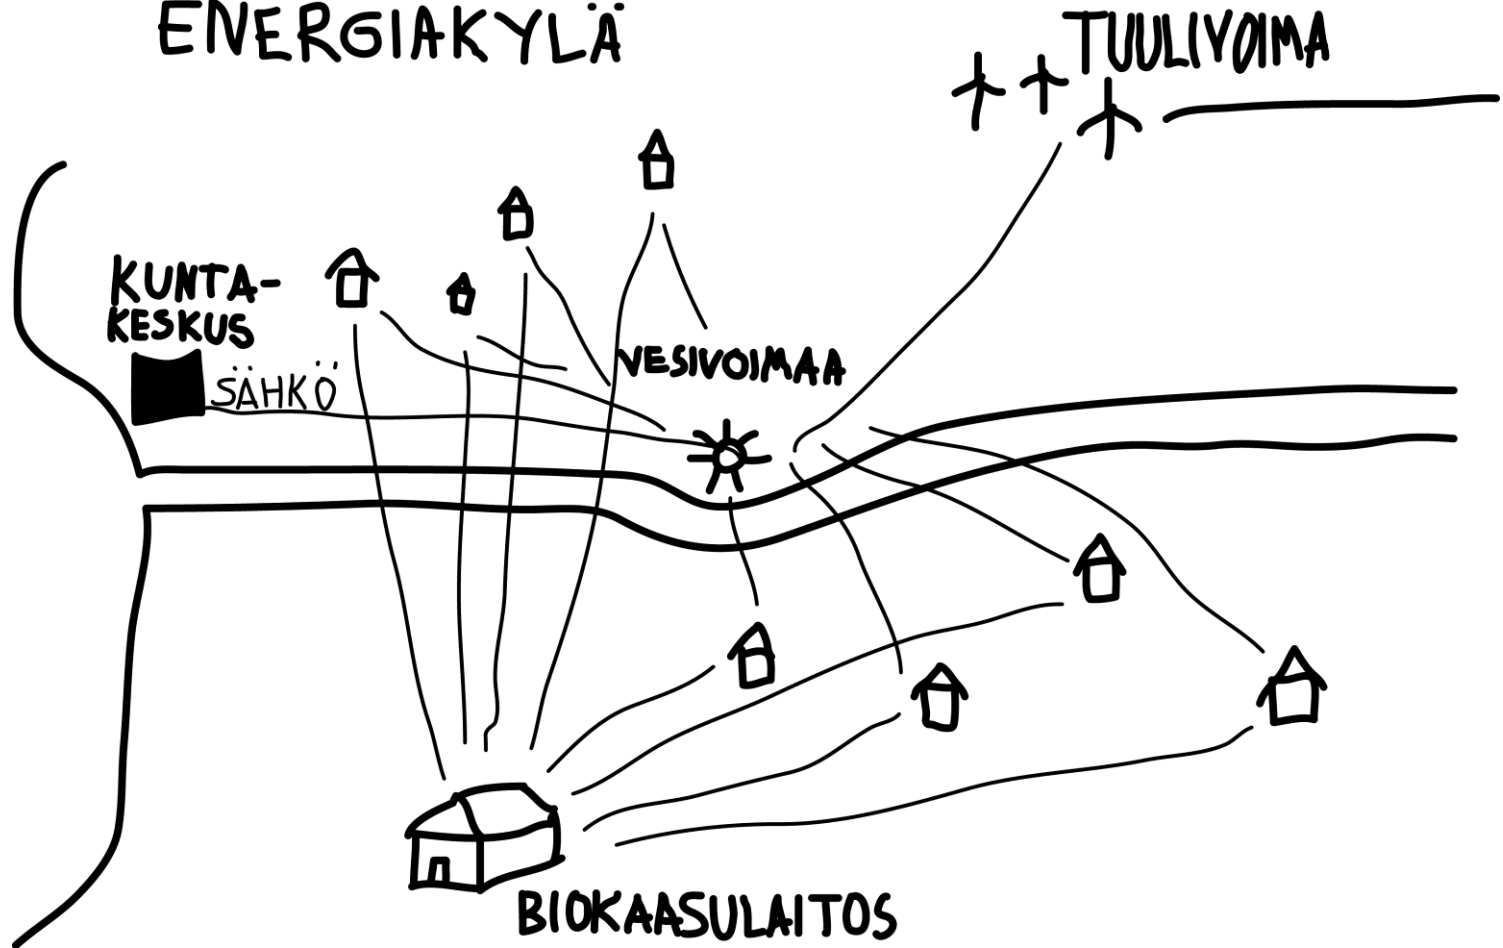 ENERGIAKYLÄ
TUULIVOIMA
KUNTA-
KESKUS
SÄHKÖ
VESIVOIMAA
BIOKAASULAITOS